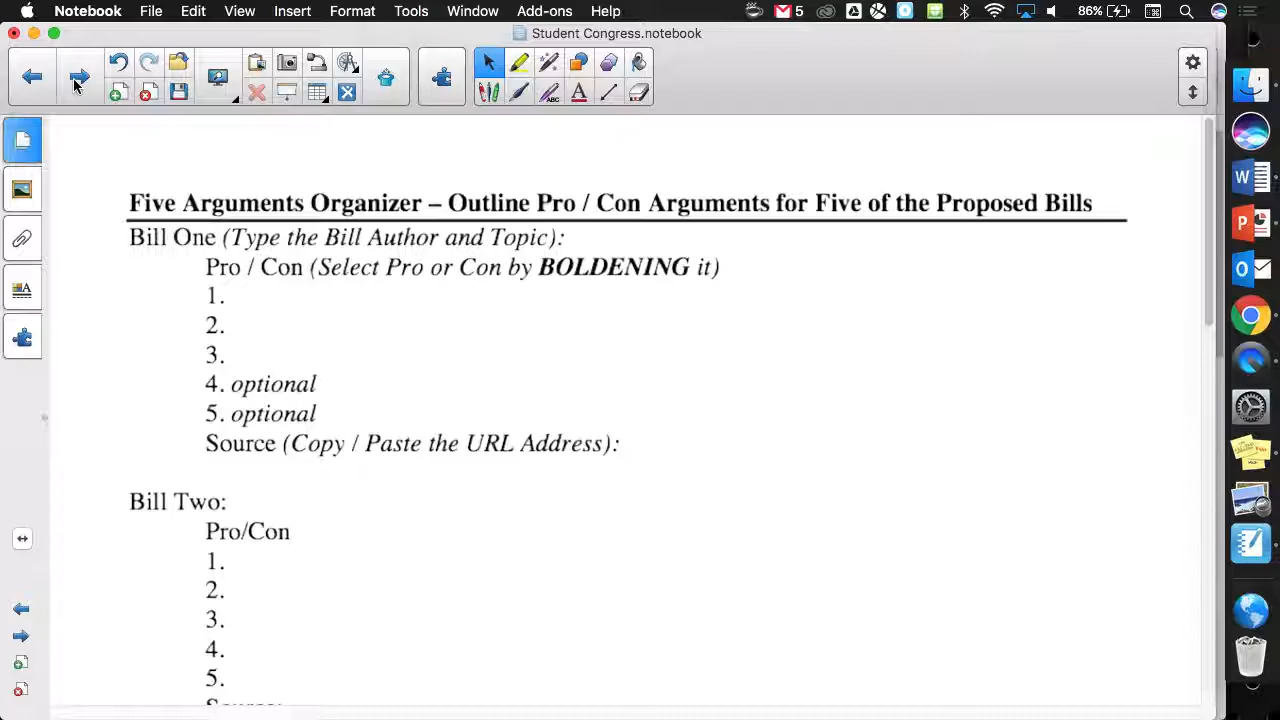 Notebook File Edit View Insert Format Tools Window Add-ons Help 5 86%
Student Congress.notebook
Five Arguments Organizer – Outline Pro / Con Arguments for Five of the Proposed Bills
Bill One (Type the Bill Author and Topic):
Pro / Con (Select Pro or Con by BOLDENING it)
1.
2.
3.
4. optional
5. optional
Source (Copy / Paste the URL Address):
Bill Two:
Pro/Con
1.
2.
3.
4.
5.
Source: